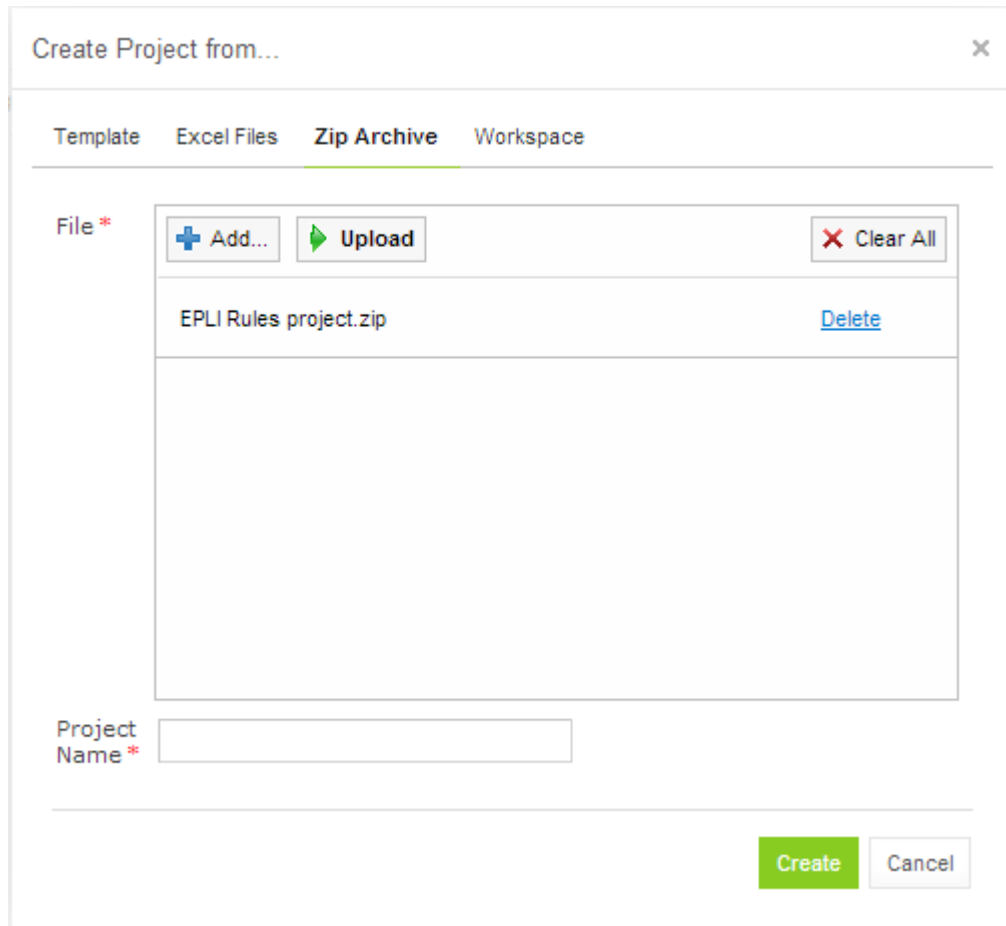 Create Project from...
Template Excel Files Zip Archive Workspace
File *
Add... Upload Clear All
EPLI Rules project.zip Delete
Project
Name *
Create Cancel